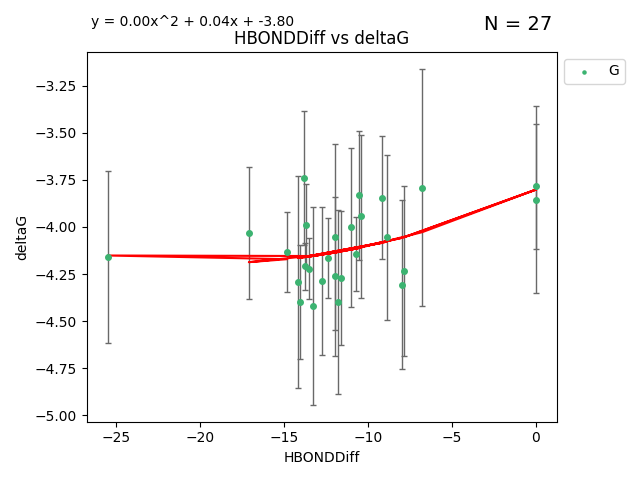 y = 0.00x^2 + 0.04x + -3.80
N = 27
HBONDDiff vs deltaG
G
deltaG
−3.25
−3.50
−3.75
−4.00
−4.25
−4.50
−4.75
−5.00
−25
−20
−15
−10
−5
0
HBONDDiff